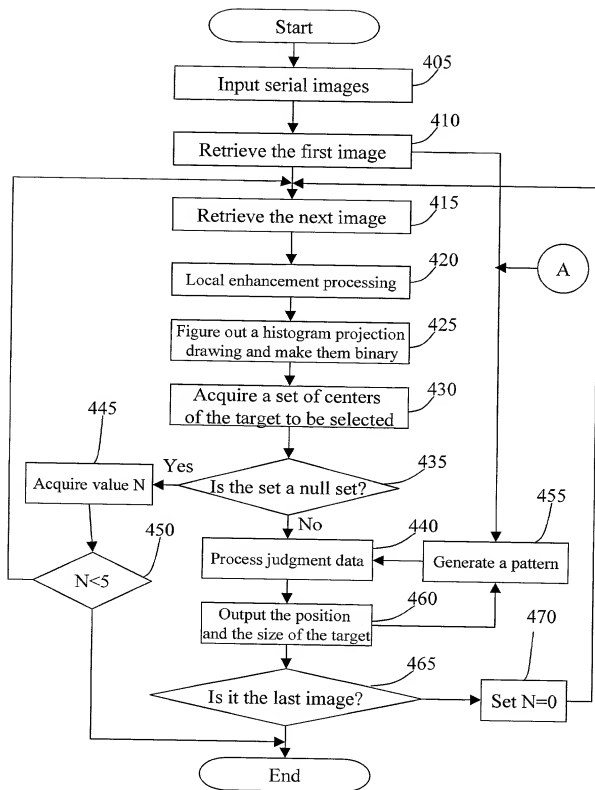 Start
Input serial images
405
Retrieve the first image
410
Retrieve the next image
415
Local enhancement processing
420
A
Figure out a histogram projection
drawing and make them binary
425
Acquire a set of centers
of the target to be selected
430
445
Acquire value N
Yes
Is the set a null set?
435
No
450
N<5
Process judgment data
440
455
Generate a pattern
Output the position
and the size of the target
460
Is it the last image?
465
470
Set N=0
End